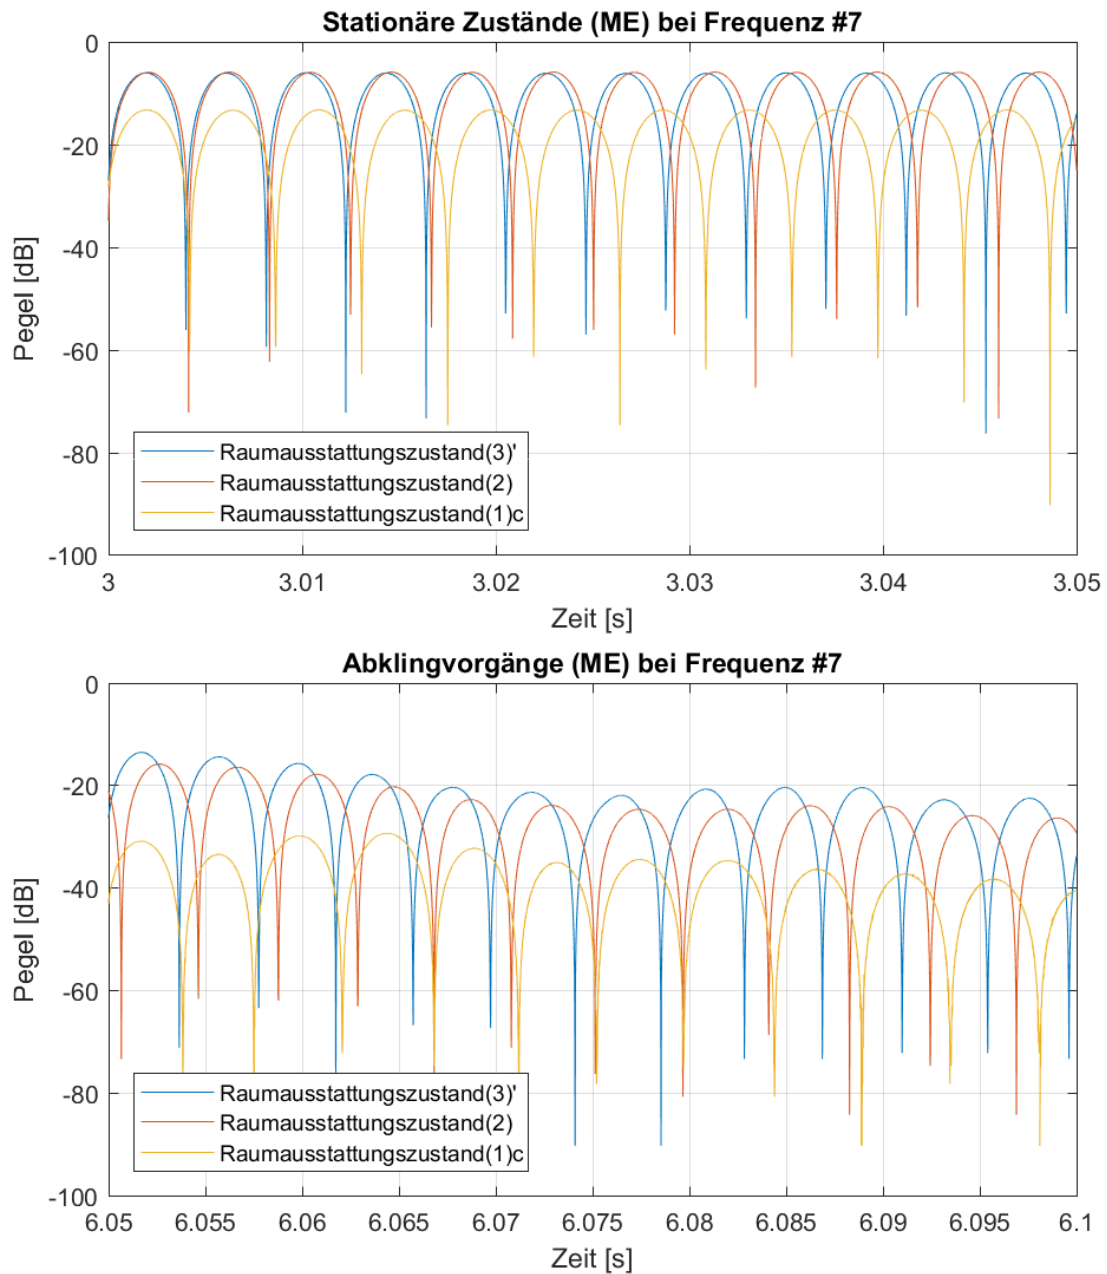 Stationäre Zustände (ME) bei Frequenz #7
0
-20
-40
-60
-80
-100
Pegel [dB]
Raumausstattungszustand(3)'
Raumausstattungszustand(2)
Raumausstattungszustand(1)c
3 3.01 3.02 3.03 3.04 3.05
Zeit [s]
Abklingvorgänge (ME) bei Frequenz #7
0
-20
-40
-60
-80
-100
Pegel [dB]
Raumausstattungszustand(3)'
Raumausstattungszustand(2)
Raumausstattungszustand(1)c
6.05 6.055 6.06 6.065 6.07 6.075 6.08 6.085 6.09 6.095 6.1
Zeit [s]